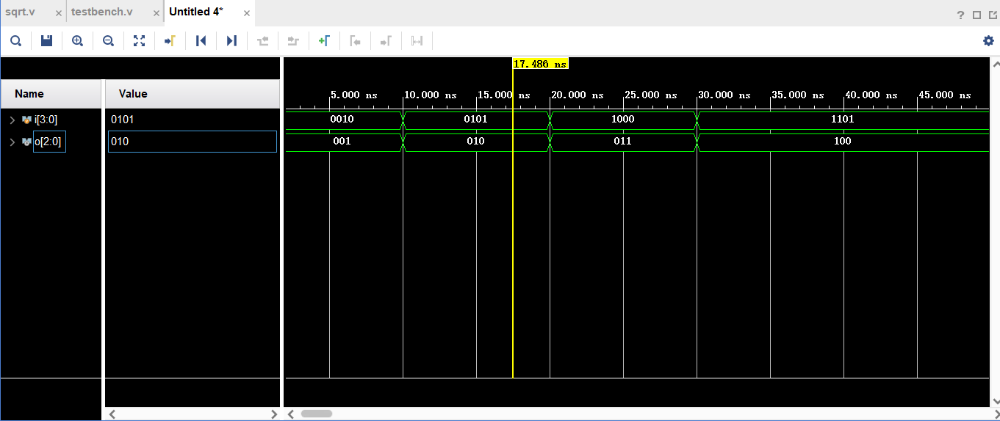 sqrt.v × testbench.v × Untitled 4* ×
?
17.486 ns
Name Value
5.000 ns 10.000 ns 15.000 ns 20.000 ns 25.000 ns 30.000 ns 35.000 ns 40.000 ns 45.000 ns
i[3:0] 0101 0010 0101 1000 1101
o[2:0] 010 001 010 011 100